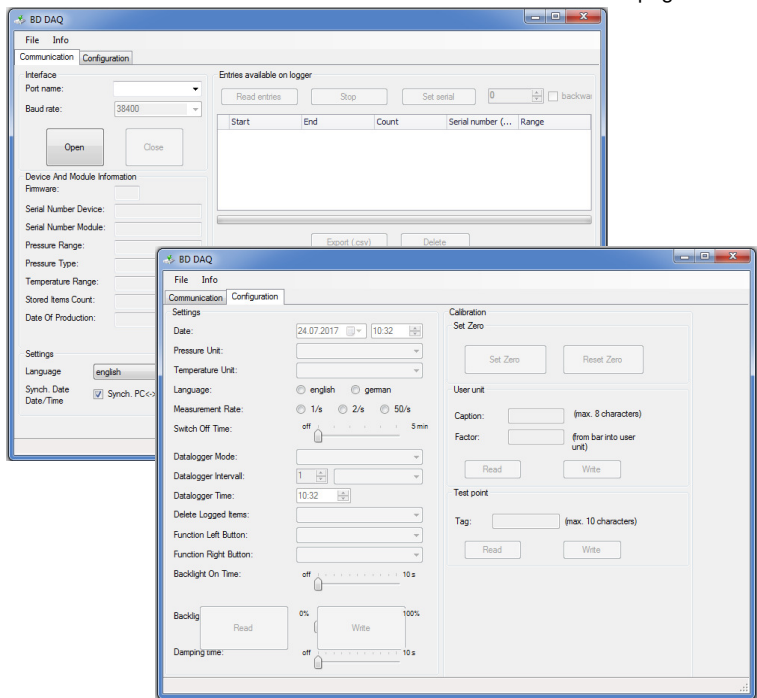 BD DAQ
File Info
Communication Configuration
Interface
Port name:
Baud rate: 38400
Open Close
Entries available on logger
Read entries Stop Set serial 0
Start End Count Serial number (... Range
Export (.csv) Delete
Device And Module Information
Firmware:
Serial Number Device:
Serial Number Module:
Pressure Range:
Pressure Type:
Temperature Range:
Stored Items Count:
Date Of Production:
Settings
Language english
Synch. Date
Date/Time Synch. PC<->
BD DAQ
File Info
Communication Configuration
Settings
Date: 24.07.2017 10:32
Pressure Unit:
Temperature Unit:
Language: english german
Measurement Rate: 1/s 2/s 50/s
Switch Off Time: off 5 min
Datalogger Mode:
Datalogger Intervall: 1
Datalogger Time: 10:32
Delete Logged Items:
Function Left Button:
Function Right Button:
Backlight On Time: off 10 s
Backlig 0% 100%
Read Write
Damping time: off 10 s
Calibration
Set Zero
Set Zero Reset Zero
User unit
Caption: (max. 8 characters)
Factor: (from bar into user
unit)
Read Write
Test point
Tag: (max. 10 characters)
Read Write